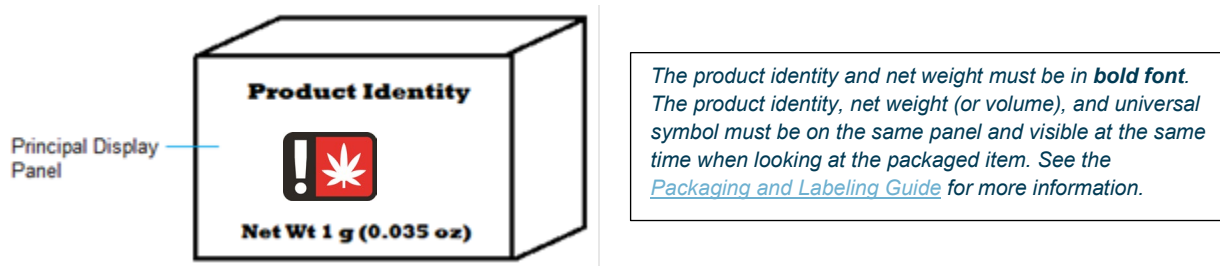 Principal Display
Panel
Product Identity
Net Wt 1 g (0.035 oz)
The product identity and net weight must be in bold font.
The product identity, net weight (or volume), and universal
symbol must be on the same panel and visible at the same
time when looking at the packaged item. See the
Packaging and Labeling Guide for more information.